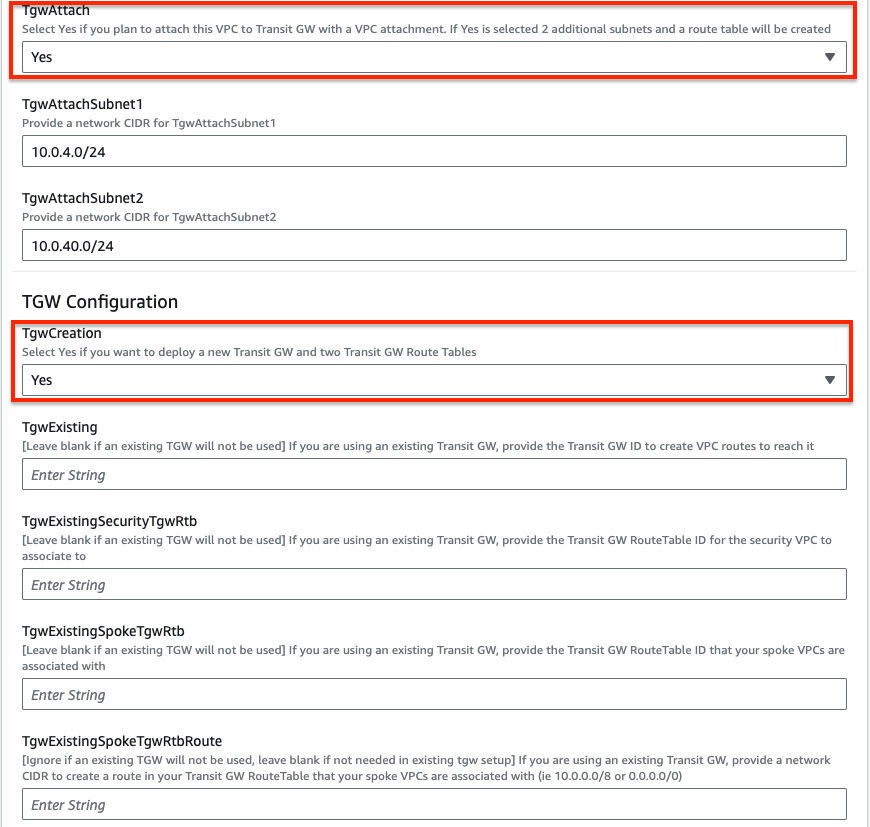 TgwAttach
Select Yes if you plan to attach this VPC to Transit GW with a VPC attachment. If Yes is selected 2 additional subnets and a route table will be created
Yes
TgwAttachSubnet1
Provide a network CIDR for TgwAttachSubnet1
10.0.4.0/24
TgwAttachSubnet2
Provide a network CIDR for TgwAttachSubnet2
10.0.40.0/24
TGW Configuration
TgwCreation
Select Yes if you want to deploy a new Transit GW and two Transit GW Route Tables
Yes
TgwExisting
[Leave blank if an existing TGW will not be used] If you are using an existing Transit GW, provide the Transit GW ID to create VPC routes to reach it
Enter String
TgwExistingSecurityTgwRtb
[Leave blank if an existing TGW will not be used] If you are using an existing Transit GW, provide the Transit GW RouteTable ID for the security VPC to
associate to
Enter String
TgwExistingSpokeTgwRtb
[Leave blank if an existing TGW will not be used] If you are using an existing Transit GW, provide the Transit GW RouteTable ID that your spoke VPCs are
associated with
Enter String
TgwExistingSpokeTgwRtbRoute
[Ignore if an existing TGW will not be used, leave blank if not needed in existing tgw setup] If you are using an existing Transit GW, provide a network
CIDR to create a route in your Transit GW RouteTable that your spoke VPCs are associated with (ie 10.0.0.0/8 or 0.0.0.0/0)
Enter String